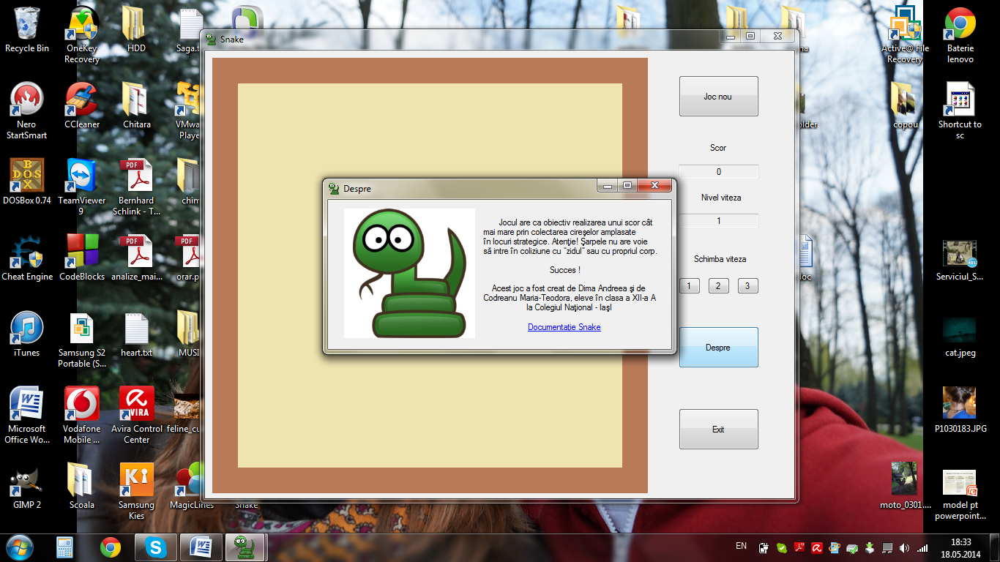 Recycle Bin
OneKey
Recovery
HDD
Saga.t
Active@ File
Recovery
Baterie
lenovo
Nero
StartSmart
CCleaner
Chitara
VMwa
Playe
older
copou
Shortcut to
sc
DOSBox 0.74
TeamViewer
9
Bernhard
Schlink - T...
chim
Cheat Engine
CodeBlocks
analize_mai...
orar.p
loc
Serviciul_S...
iTunes
Samsung S2
Portable (S...
heart.txt
MUSI
cat.jpeg
Microsoft
Office Wo...
Vodafone
Mobile ...
Avira Control
Center
feline_cu
P1030183.JPG
GIMP 2
Scoala
Samsung
Kies
MagicLines
Snake
moto_0301....
model pt
powerpoint...
Snake
Joc nou
Scor
0
Nivel viteza
1
Schimba viteza
1 2 3
Despre
Exit
Despre
Jocul are ca obiectiv realizarea unui scor cât
mai mare prin colectarea cireşelor amplasate
în locuri strategice. Atenţie! Şarpele nu are voie
să intre în coliziune cu "zidul" sau cu propriul corp.
Succes !
Acest joc a fost creat de Dima Andreea şi de
Codreanu Maria-Teodora, eleve în clasa a XII-a A
la Colegiul Naţional - IaşI
Documentaţie Snake
EN
18:33
18.05.2014